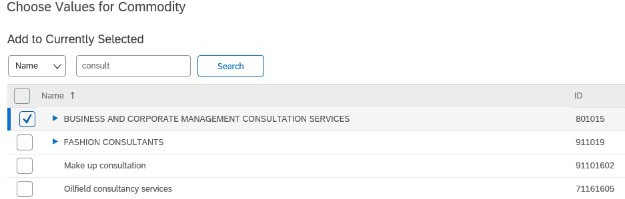 Choose Values for Commodity
Add to Currently Selected
Name consult Search
Name ↑ ID
BUSINESS AND CORPORATE MANAGEMENT CONSULTATION SERVICES 801015
FASHION CONSULTANTS 911019
Make up consultation 91101602
Oilfield consultancy services 71161605